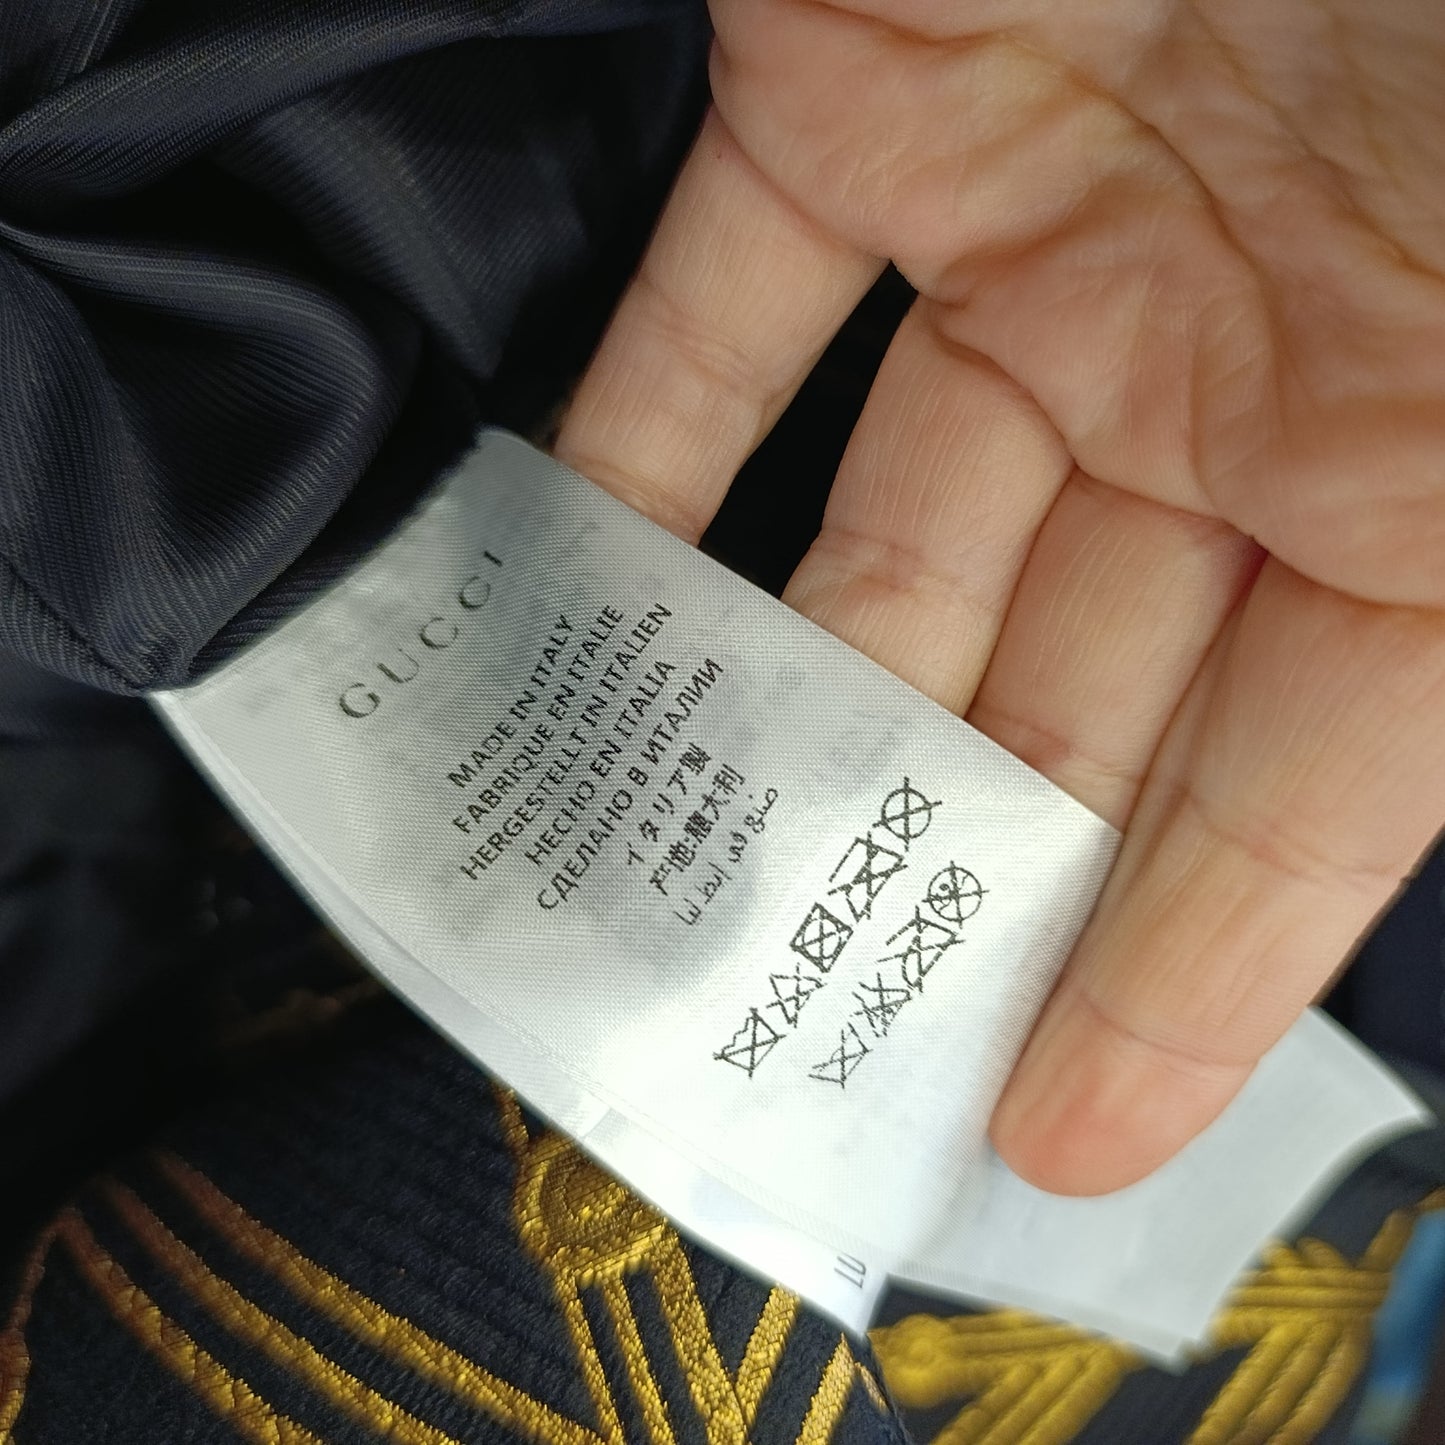 GUCCI
MADE IN ITALY
FABRIQUE EN ITALIE
HERGESTELLT IN ITALIEN
HECHO EN ITALIA
СДЕЛАНО В ИТАЛИИ
イタリア製
产地:意大利
صنع في إيطاليا